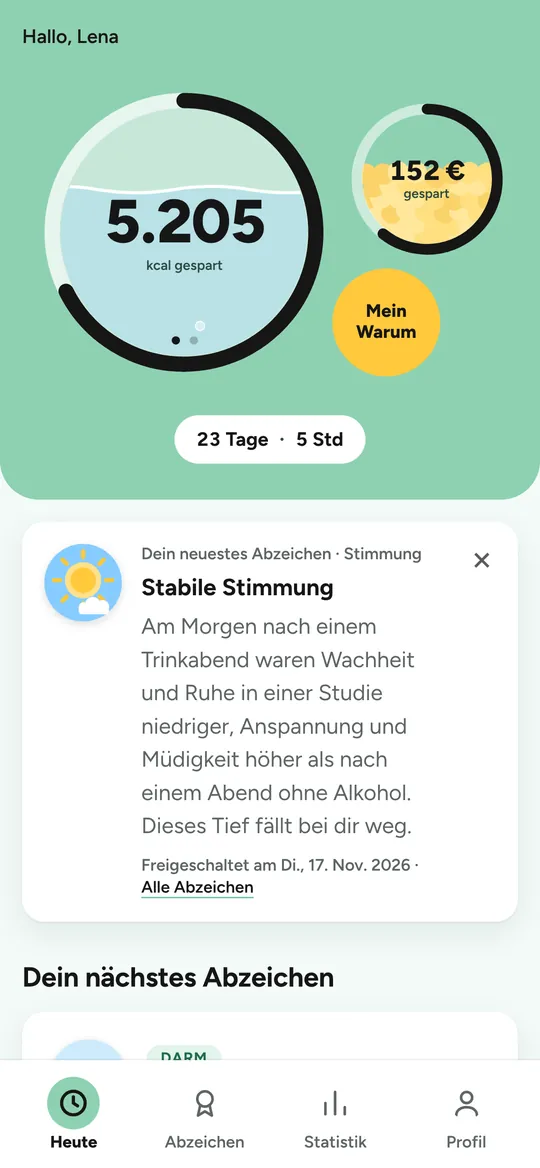 Hallo, Lena
5.205
kcal gespart
152 €
gespart
Mein
Warum
23 Tage · 5 Std
Dein neuestes Abzeichen · Stimmung
Stabile Stimmung
Am Morgen nach einem
Trinkabend waren Wachheit
und Ruhe in einer Studie
niedriger, Anspannung und
Müdigkeit höher als nach
einem Abend ohne Alkohol.
Dieses Tief fällt bei dir weg.
Freigeschaltet am Di., 17. Nov. 2026 ·
Alle Abzeichen
Dein nächstes Abzeichen
DARM
Heute
Abzeichen
Statistik
Profil